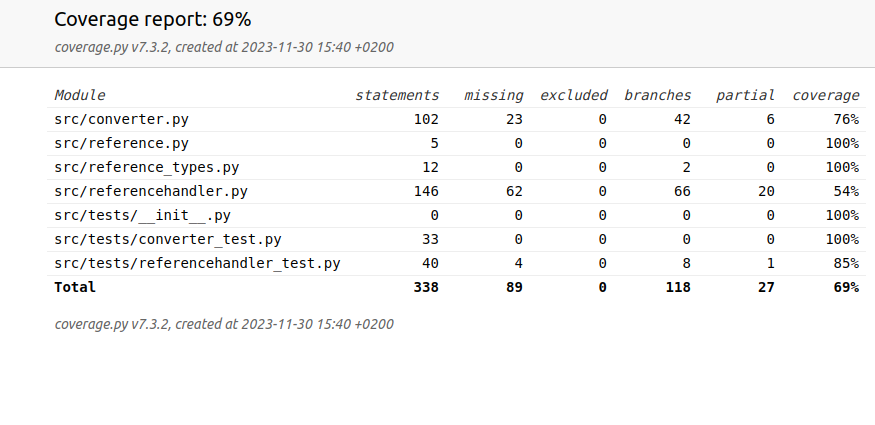 Coverage report: 69%
coverage.py v7.3.2, created at 2023-11-30 15:40 +0200
Module statements missing excluded branches partial coverage
src/converter.py 102 23 0 42 6 76%
src/reference.py 5 0 0 0 0 100%
src/reference_types.py 12 0 0 2 0 100%
src/referencehandler.py 146 62 0 66 20 54%
src/tests/__init__.py 0 0 0 0 0 100%
src/tests/converter_test.py 33 0 0 0 0 100%
src/tests/referencehandler_test.py 40 4 0 8 1 85%
Total 338 89 0 118 27 69%
coverage.py v7.3.2, created at 2023-11-30 15:40 +0200